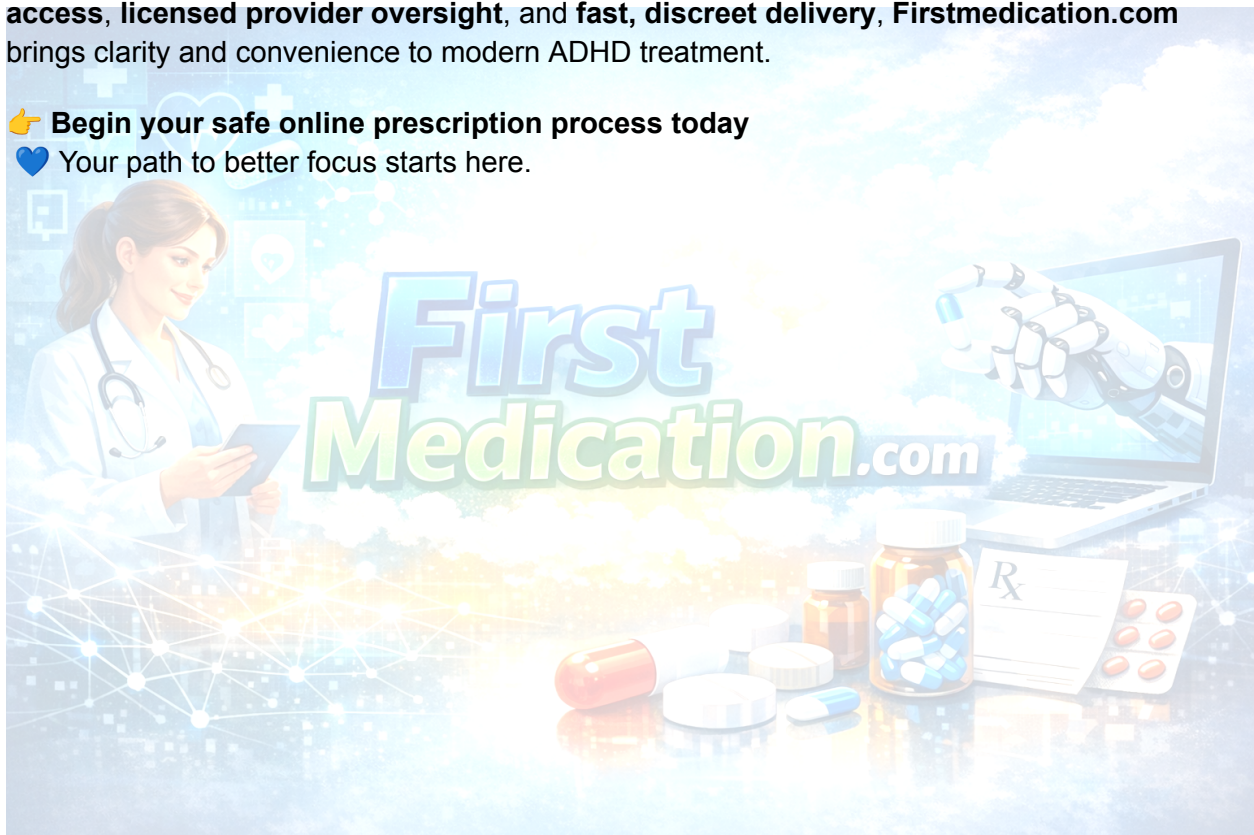 access, licensed provider oversight, and fast, discreet delivery, Firstmedication.com
brings clarity and convenience to modern ADHD treatment.
👉 Begin your safe online prescription process today
💙 Your path to better focus starts here.
First
Medication.com
Rx